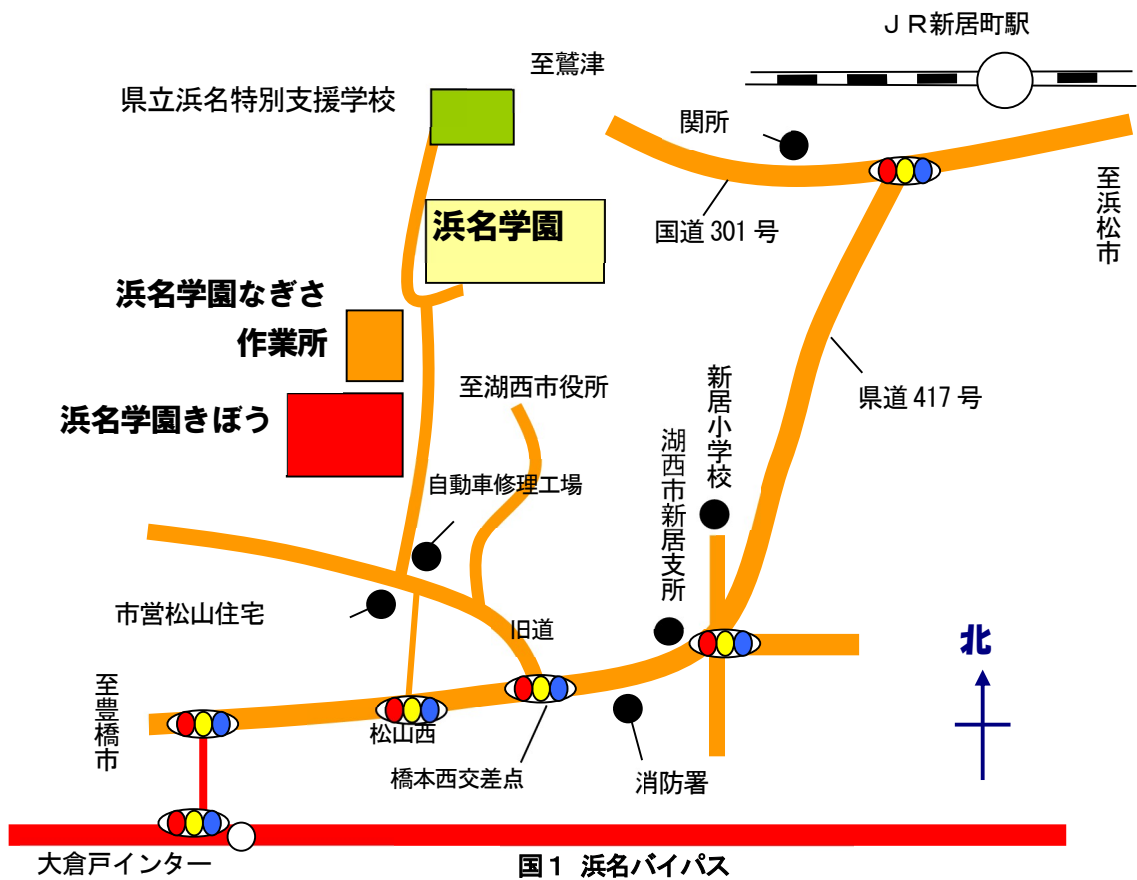 ＪＲ新居町駅
至鷲津
県立浜名特別支援学校
関所
至浜松市
浜名学園
国道 301 号
浜名学園なぎさ
作業所
新居小学校
至湖西市役所
県道 417 号
浜名学園きぼう
湖西市新居支所
自動車修理工場
市営松山住宅
旧道
北
至豊橋市
松山西
橋本西交差点
消防署
大倉戸インター
国１ 浜名バイパス